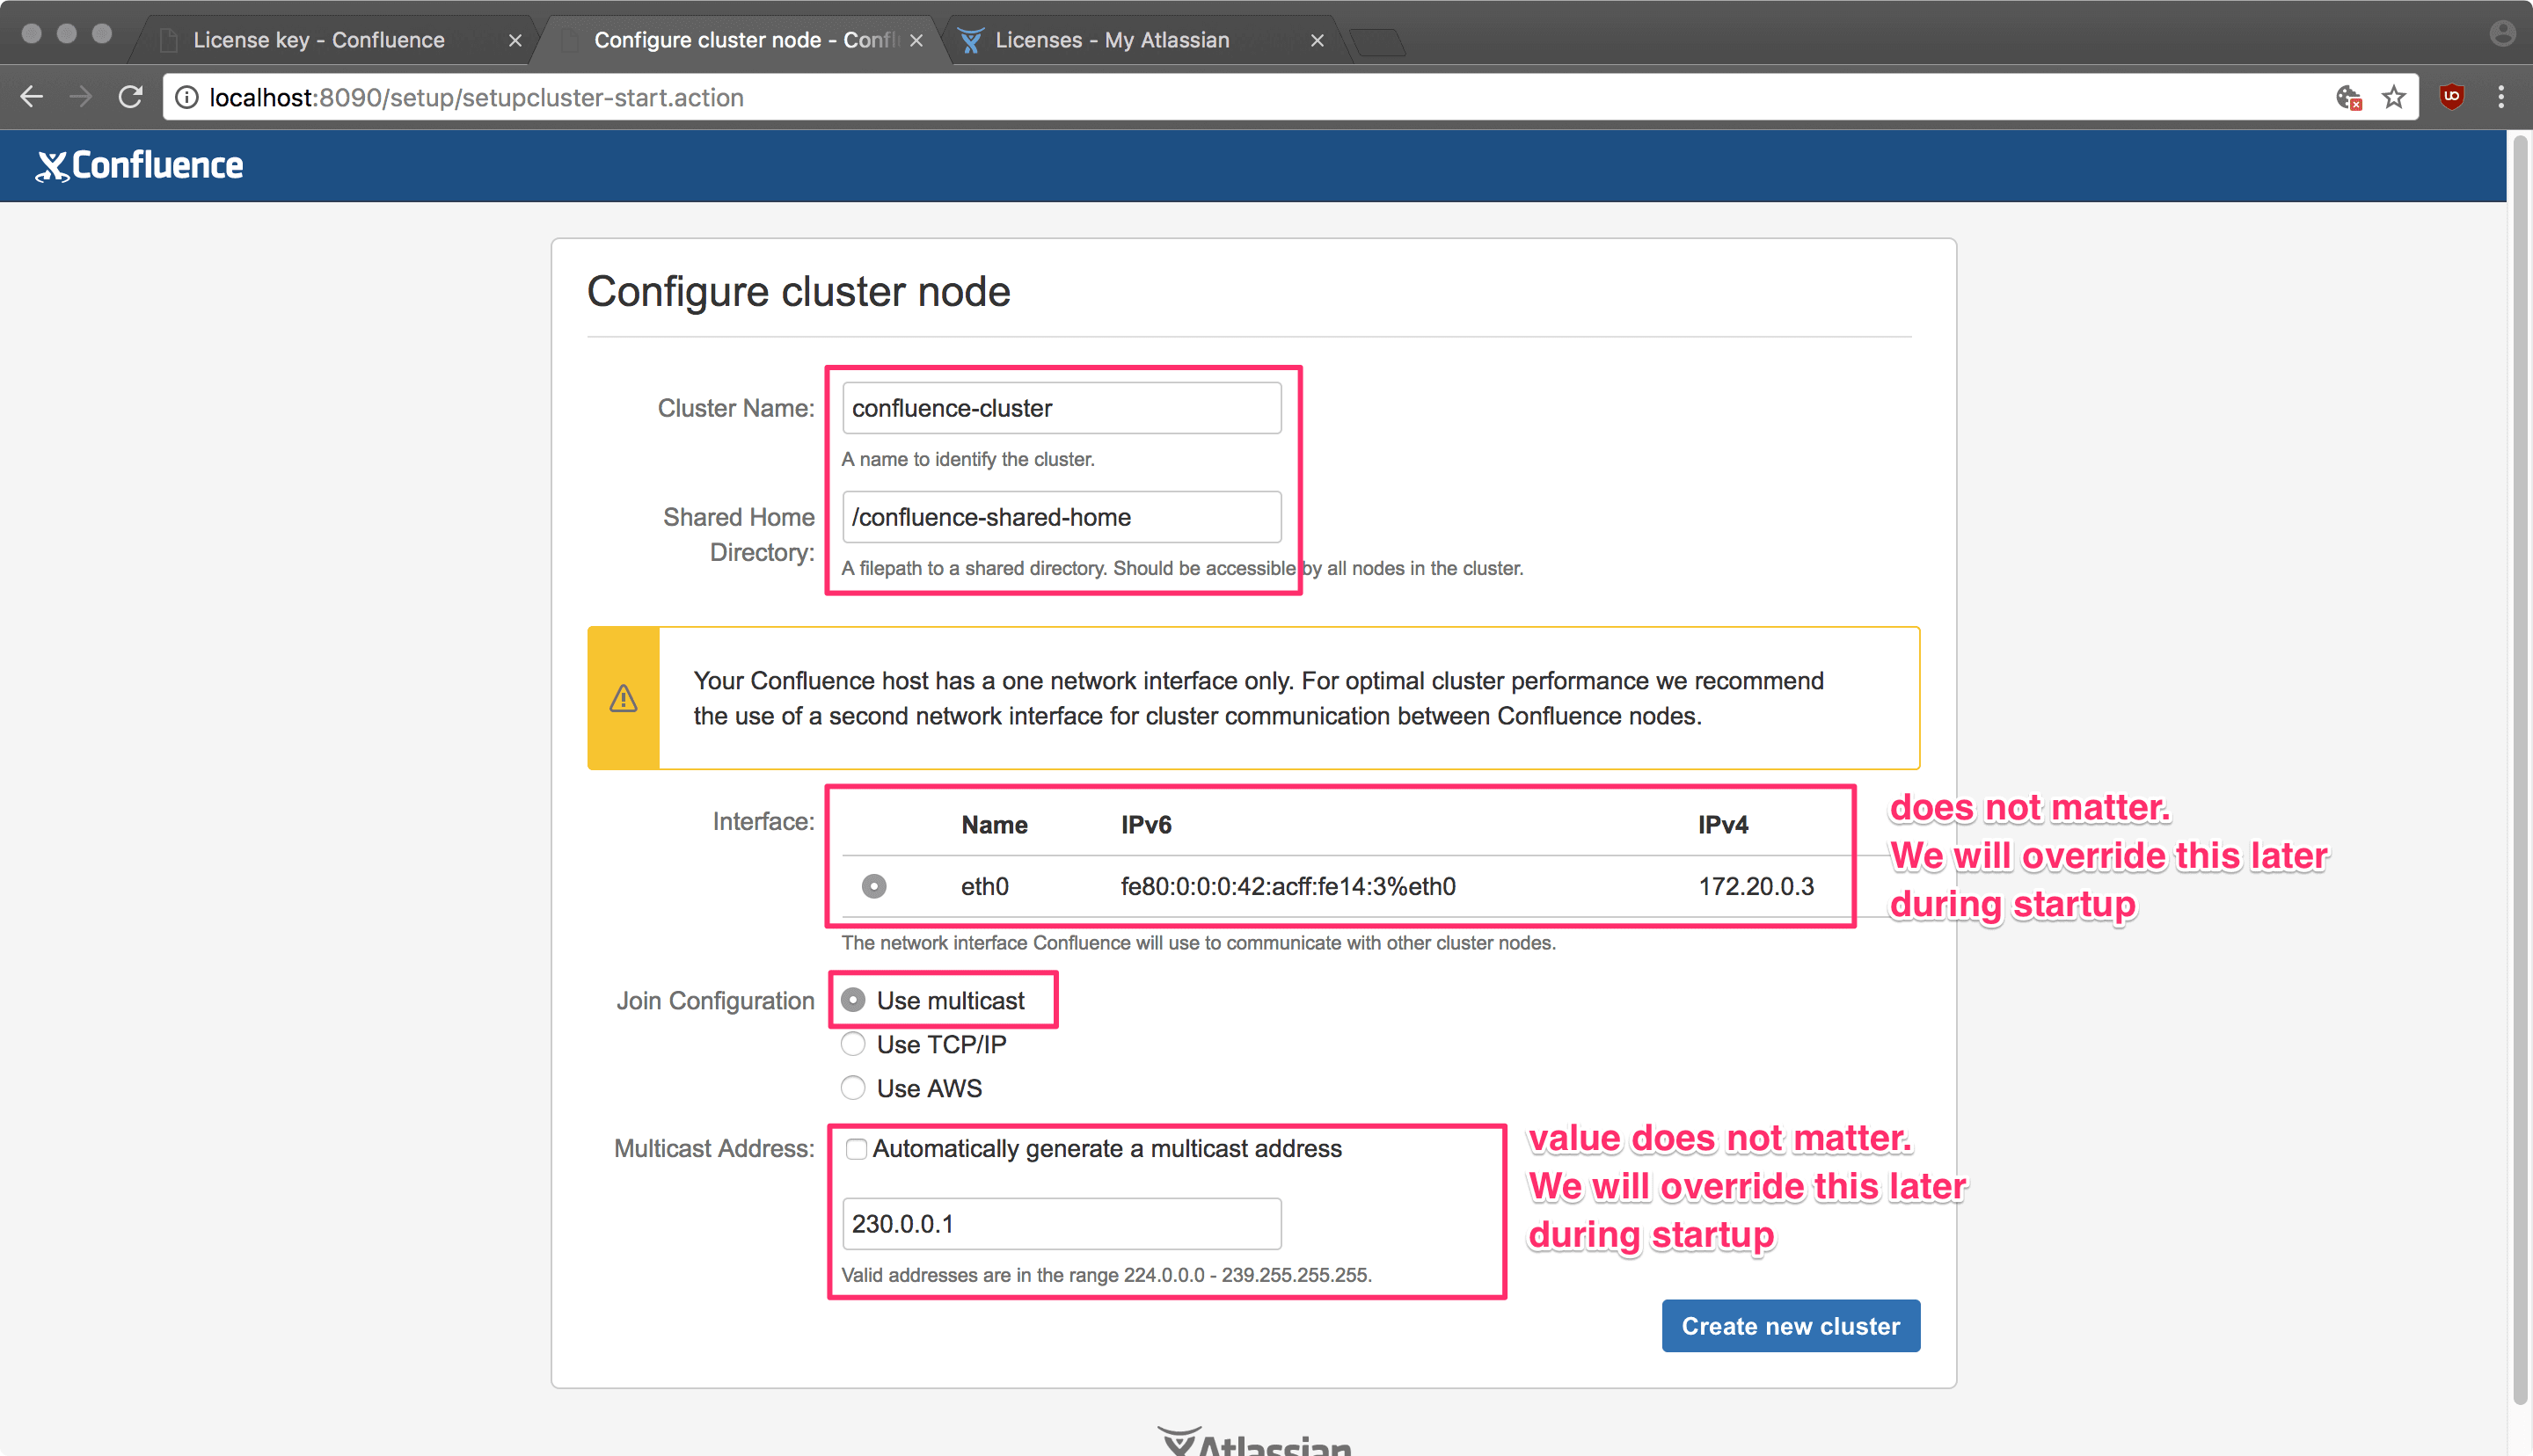 License key - Confluence
Configure cluster node - Confl
Licenses - My Atlassian
localhost:8090/setup/setupcluster-start.action
Confluence
Configure cluster node
Cluster Name:
confluence-cluster
A name to identify the cluster.
Shared Home
Directory:
/confluence-shared-home
A filepath to a shared directory. Should be accessible by all nodes in the cluster.
Your Confluence host has a one network interface only. For optimal cluster performance we recommend
the use of a second network interface for cluster communication between Confluence nodes.
Interface:
Name IPv6 IPv4
eth0 fe80:0:0:0:42:acff:fe14:3%eth0 172.20.0.3
does not matter.
We will override this later
during startup
The network interface Confluence will use to communicate with other cluster nodes.
Join Configuration
Use multicast
Use TCP/IP
Use AWS
Multicast Address:
Automatically generate a multicast address
230.0.0.1
Valid addresses are in the range 224.0.0.0 - 239.255.255.255.
value does not matter.
We will override this later
during startup
Create new cluster
Atlassian